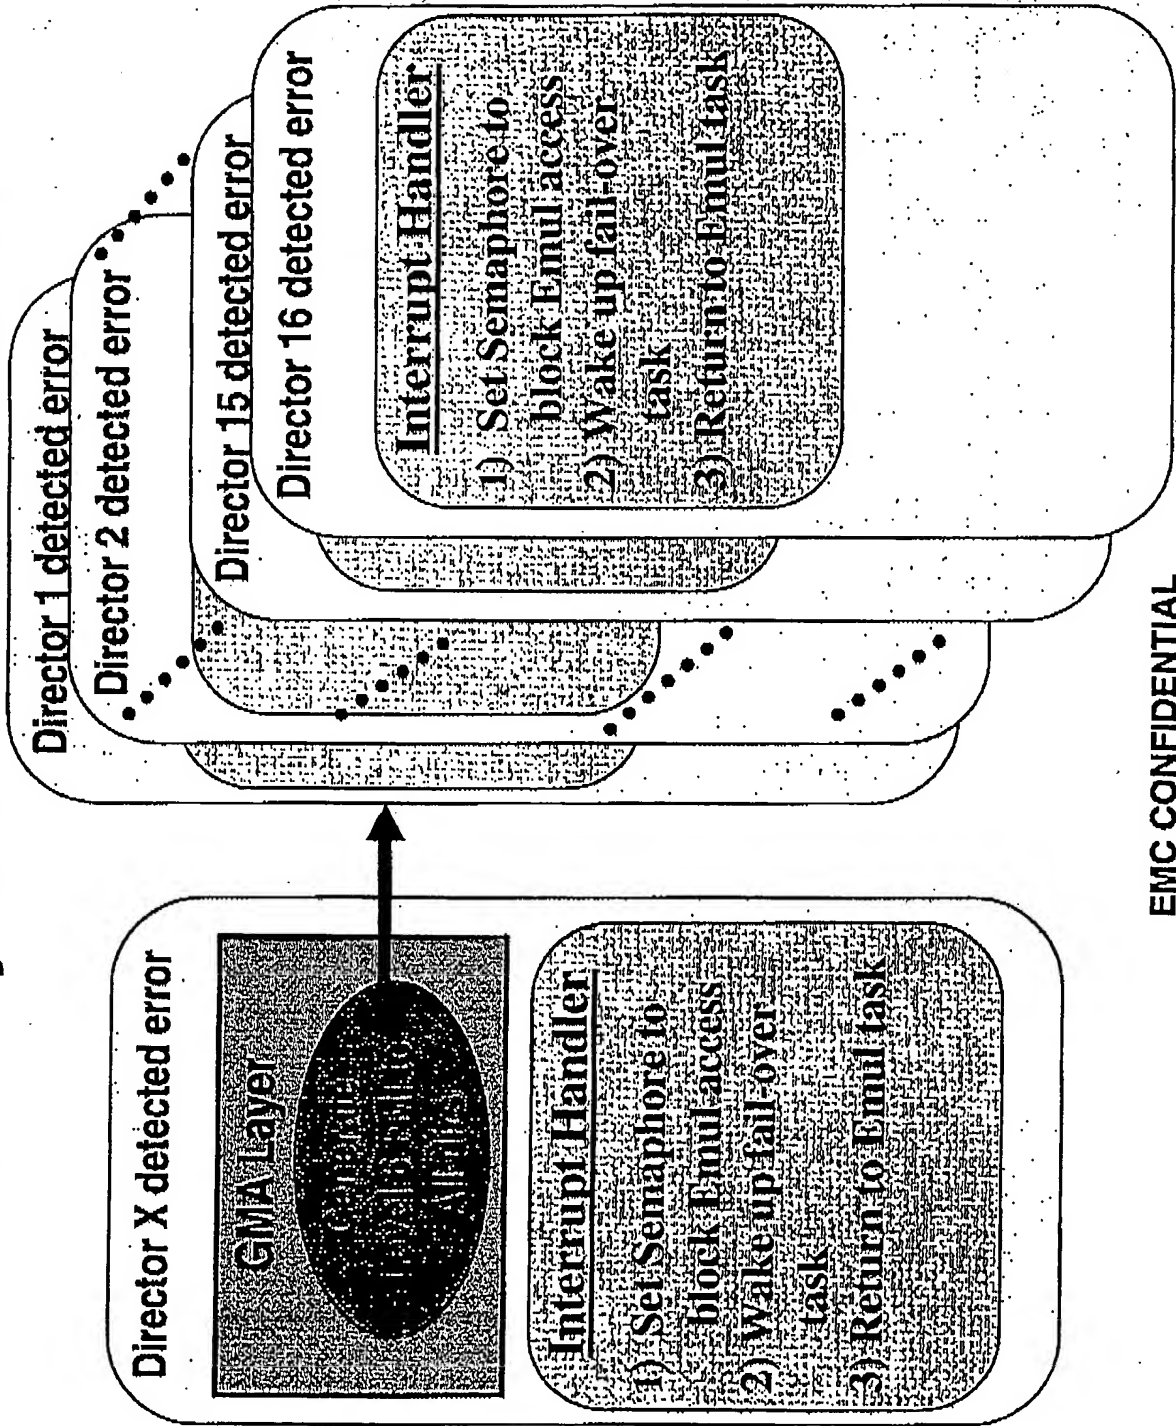 Director X detected error
GMA Layer
Generate
Interrupt Handler
1) Set Semaphore to
block Emul access
2) Wake up fail-over
task
3) Return to Emul task
Director 1 detected error
Director 2 detected error
Director 15 detected error
Director 16 detected error
Interrupt Handler
1) Set Semaphore to
block Emul access
2) Wake up fail-over
task
3) Return to Emul task
EMC CONFIDENTIAL